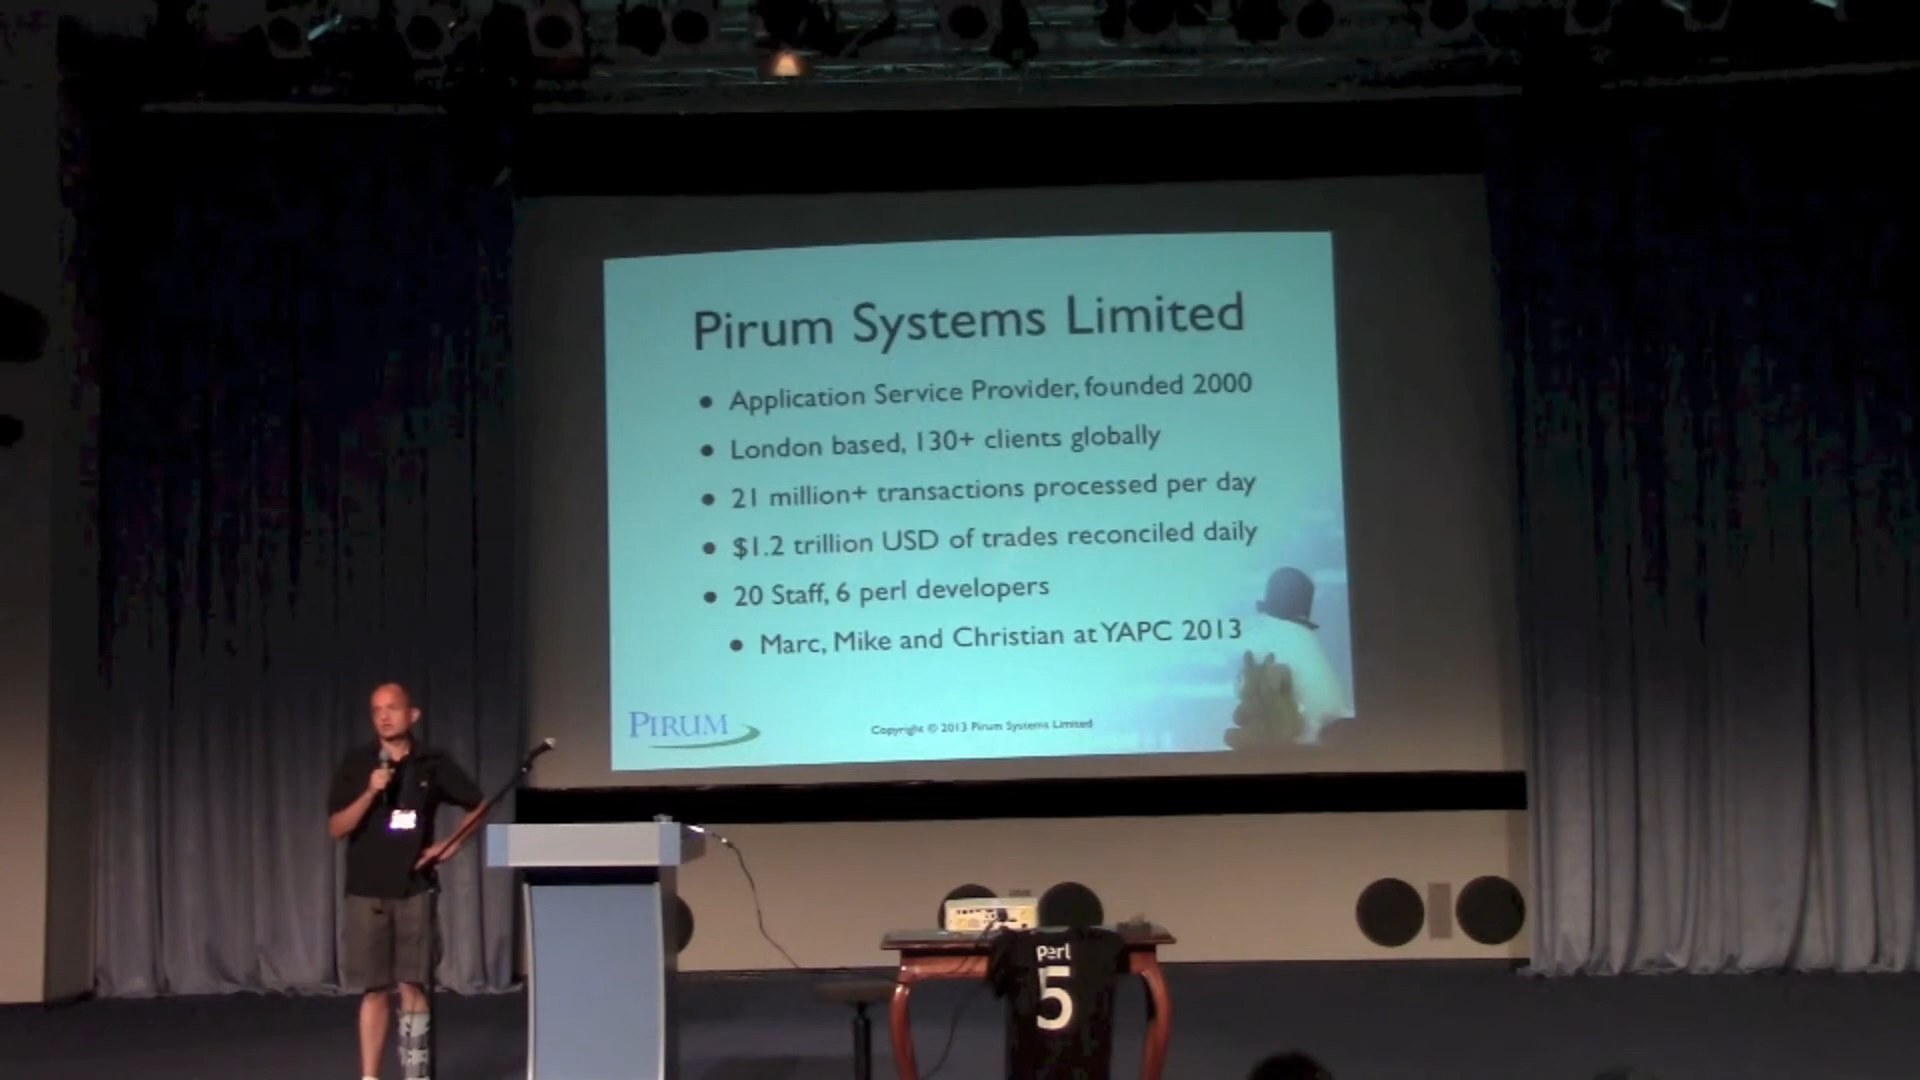 Pirum Systems Limited
• Application Service Provider, founded 2000
• London based, 130+ clients globally
• 21 million+ transactions processed per day
• $1.2 trillion USD of trades reconciled daily
• 20 Staff, 6 perl developers
• Marc, Mike and Christian at YAPC 2013
PIRUM
Copyright © 2013 Pirum Systems Limited
perl
5